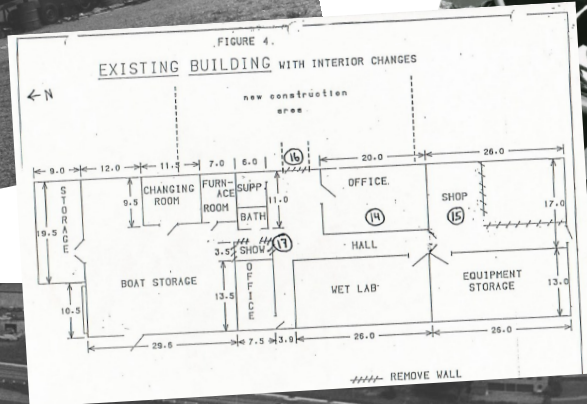 FIGURE 4.
EXISTING BUILDING WITH INTERIOR CHANGES
← N
new construction
area
9.0 12.0 11.5 7.0 6.0 16 20.0 26.0
STORAGE
CHANGING
ROOM
9.5
FURN-
ACE
ROOM
SUPP
BATH
11.0
OFFICE
14
SHOP
15
17.0
19.5
3.5
SHOW
17
HALL
BOAT STORAGE
OFFICE
13.5
WET LAB
EQUIPMENT
STORAGE
13.0
10.5
29.6 7.5 3.9 26.0 26.0
REMOVE WALL